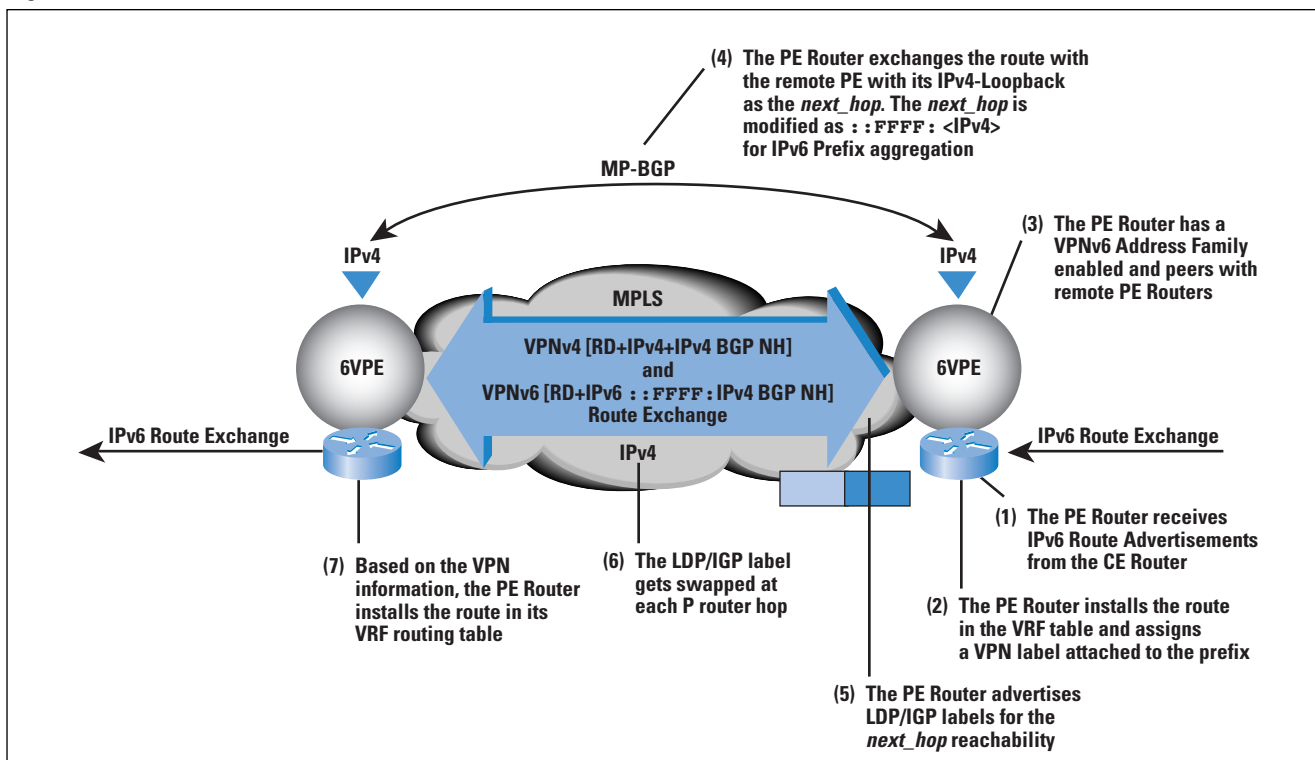 (4) The PE Router exchanges the route with
the remote PE with its IPv4-Loopback
as the next_hop. The next_hop is
modified as ::FFFF: <IPv4>
for IPv6 Prefix aggregation
MP-BGP
(3) The PE Router has a
VPNv6 Address Family
enabled and peers with
remote PE Routers
IPv4
IPv4
MPLS
VPNv4 [RD+IPv4+IPv4 BGP NH]
and
VPNv6 [RD+IPv6 ::FFFF:IPv4 BGP NH]
Route Exchange
6VPE
6VPE
IPv6 Route Exchange
IPv4
IPv6 Route Exchange
(1) The PE Router receives
IPv6 Route Advertisements
from the CE Router
(7) Based on the VPN
information, the PE Router
installs the route in its
VRF routing table
(6) The LDP/IGP label
gets swapped at
each P router hop
(2) The PE Router installs the route
in the VRF table and assigns
a VPN label attached to the prefix
(5) The PE Router advertises
LDP/IGP labels for the
next_hop reachability